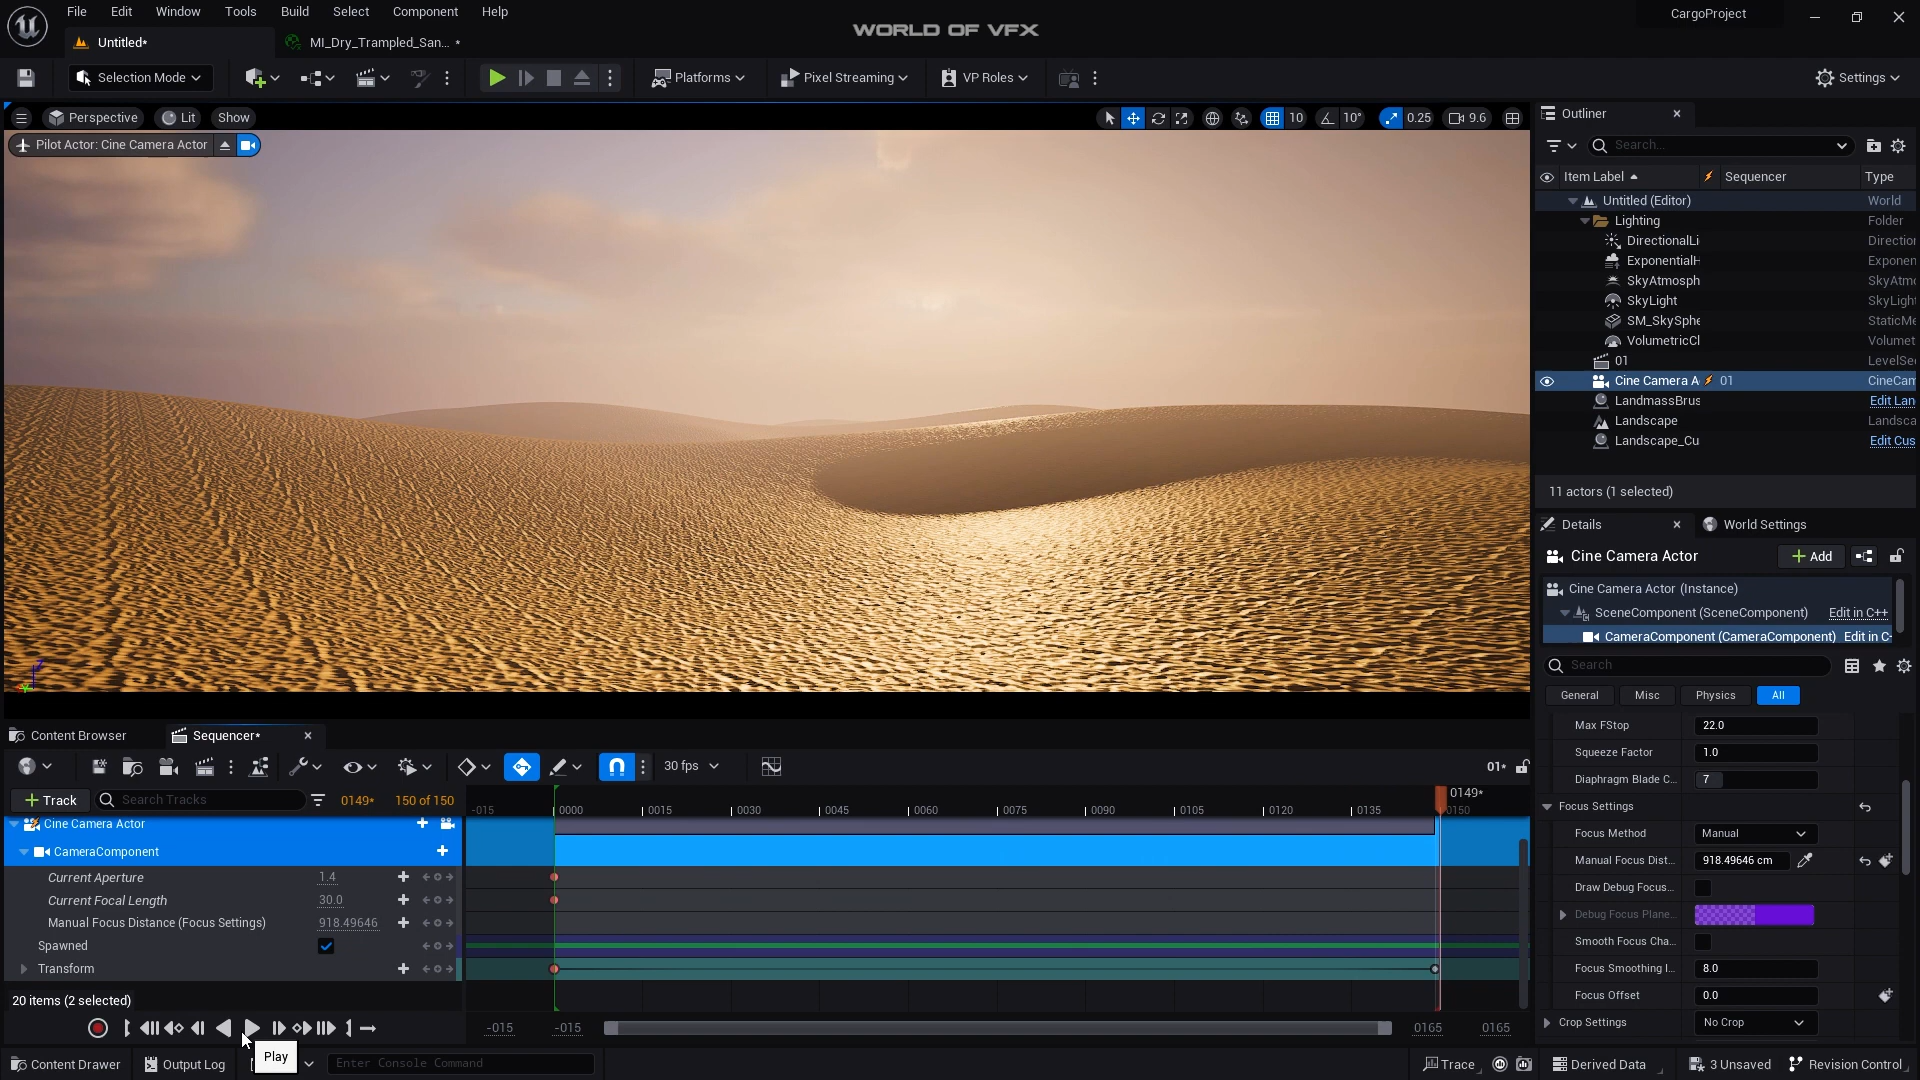 File Edit Window Tools Build Select Component Help
CargoProject
Untitled*
MI_Dry_Trampled_San... *
WORLD OF VFX
Selection Mode
Platforms
Pixel Streaming
VP Roles
Settings
Perspective Lit Show
10 10° 0.25 9.6
Pilot Actor: Cine Camera Actor
Outliner
Search...
Item Label Sequencer Type
Untitled (Editor) World
Lighting Folder
DirectionalLi Direction
ExponentialH Exponen
SkyAtmosph SkyAtmo
SkyLight SkyLight
SM_SkySphe StaticMe
VolumetricCl Volumet
01 LevelSe
Cine Camera A 01 CineCam
LandmassBrus Edit Lan
Landscape Landsca
Landscape_Cu Edit Cus
11 actors (1 selected)
Details
World Settings
Cine Camera Actor
Add
Cine Camera Actor (Instance)
SceneComponent (SceneComponent) Edit in C++
CameraComponent (CameraComponent) Edit in C
Search
General Misc Physics All
Max FStop 22.0
Squeeze Factor 1.0
Diaphragm Blade C... 7
Focus Settings
Focus Method Manual
Manual Focus Dist... 918.49646 cm
Draw Debug Focus...
Debug Focus Plane...
Smooth Focus Cha...
Focus Smoothing I... 8.0
Focus Offset 0.0
Crop Settings No Crop
Content Browser
Sequencer*
30 fps
01*
Track
Search Tracks
0149* 150 of 150
-015 0000 0015 0030 0045 0060 0075 0090 0105 0120 0135 0150
0149*
Cine Camera Actor
CameraComponent
Current Aperture 1.4
Current Focal Length 30.0
Manual Focus Distance (Focus Settings) 918.49646
Spawned
Transform
20 items (2 selected)
-015 -015 0165 0165
Play
Content Drawer
Output Log
Enter Console Command
Trace
Derived Data
3 Unsaved
Revision Control